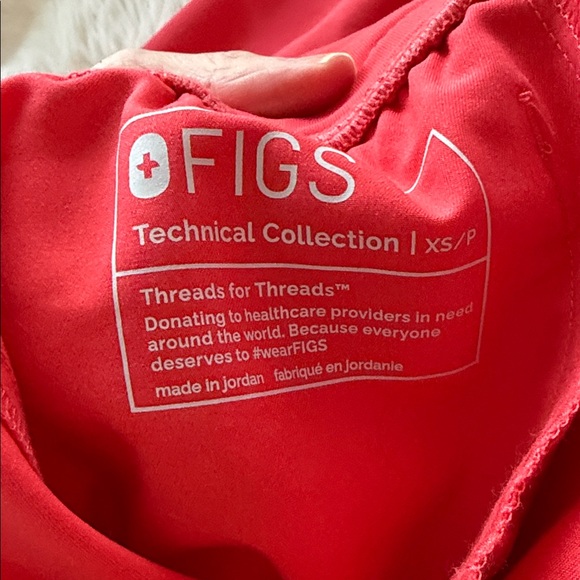 FIGS
Technical Collection | XS/P
Threads for Threads™
Donating to healthcare providers in need
around the world. Because everyone
deserves to #wearFIGS
made in jordan fabriqué en jordanie